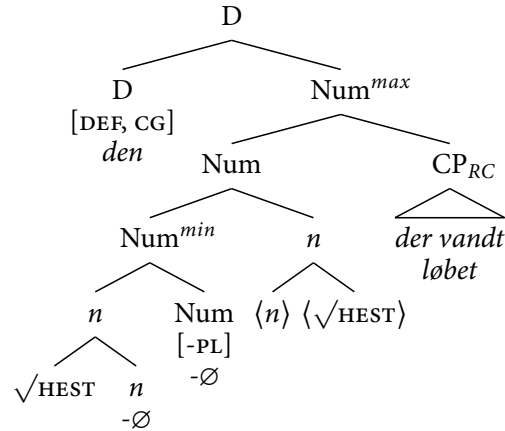 D
D Num^max
[DEF, CG]
den
Num CP_RC
Num^min n der vandt
løbet
n Num ⟨n⟩ ⟨√HEST⟩
[-PL]
-∅
√HEST n
-∅